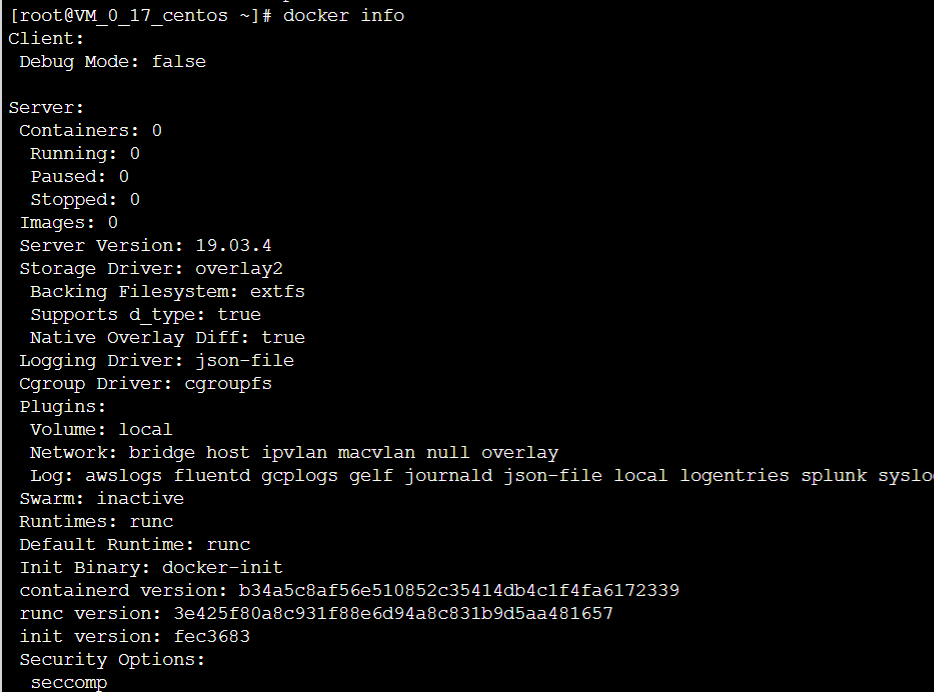 [root@VM_0_17_centos ~]# docker info
Client:
 Debug Mode: false

Server:
 Containers: 0
  Running: 0
  Paused: 0
  Stopped: 0
 Images: 0
 Server Version: 19.03.4
 Storage Driver: overlay2
  Backing Filesystem: extfs
  Supports d_type: true
  Native Overlay Diff: true
 Logging Driver: json-file
 Cgroup Driver: cgroupfs
 Plugins:
  Volume: local
  Network: bridge host ipvlan macvlan null overlay
  Log: awslogs fluentd gcplogs gelf journald json-file local logentries splunk syslo
 Swarm: inactive
 Runtimes: runc
 Default Runtime: runc
 Init Binary: docker-init
 containerd version: b34a5c8af56e510852c35414db4c1f4fa6172339
 runc version: 3e425f80a8c931f88e6d94a8c831b9d5aa481657
 init version: fec3683
 Security Options:
  seccomp